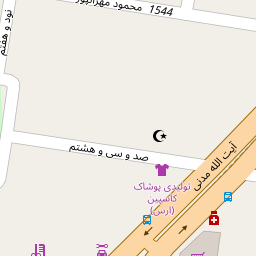 1544 محمود مهرانپور
نود و هفتم
آیت الله مدنی
صد و سی و هشتم
تولیدی پوشاک
کاسپین
(ارس)